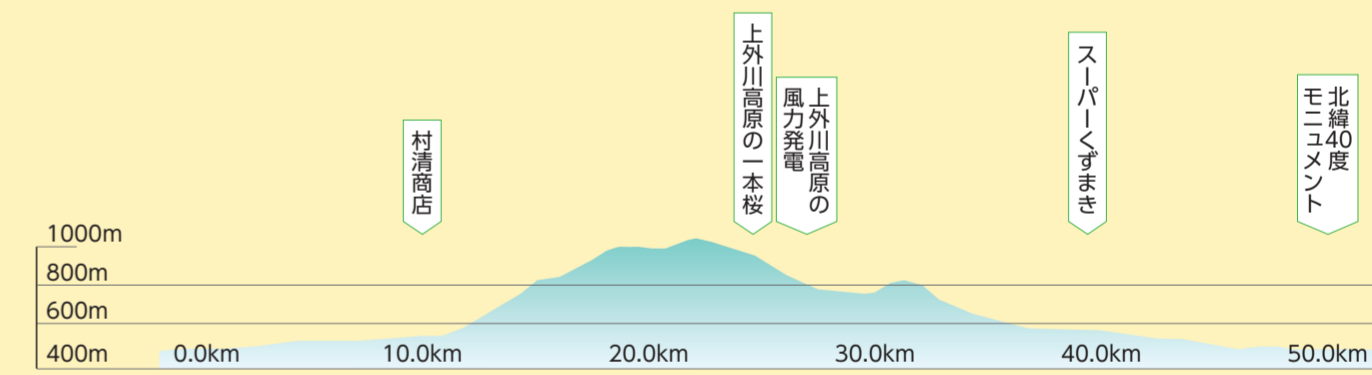 村清商店
上外川高原の一本桜
上外川高原の
風力発電
スーパーくずまき
北緯40度
モニュメント
1000m
800m
600m
400m
0.0km
10.0km
20.0km
30.0km
40.0km
50.0km